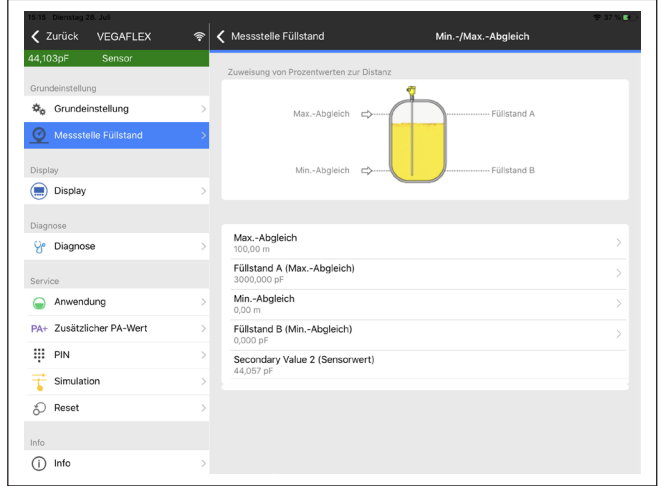 15:15 Dienstag 28. Juli
37 %
Zurück VEGAFLEX
Messstelle Füllstand
Min.-/Max.-Abgleich
44,103pF Sensor
Grundeinstellung
Grundeinstellung
Messstelle Füllstand
Display
Display
Diagnose
Diagnose
Service
Anwendung
PA+ Zusätzlicher PA-Wert
PIN
Simulation
Reset
Info
Info
Zuweisung von Prozentwerten zur Distanz
Max.-Abgleich
Füllstand A
Min.-Abgleich
Füllstand B
Max.-Abgleich
100,00 m
Füllstand A (Max.-Abgleich)
3000,000 pF
Min.-Abgleich
0,00 m
Füllstand B (Min.-Abgleich)
0,000 pF
Secondary Value 2 (Sensorwert)
44,057 pF